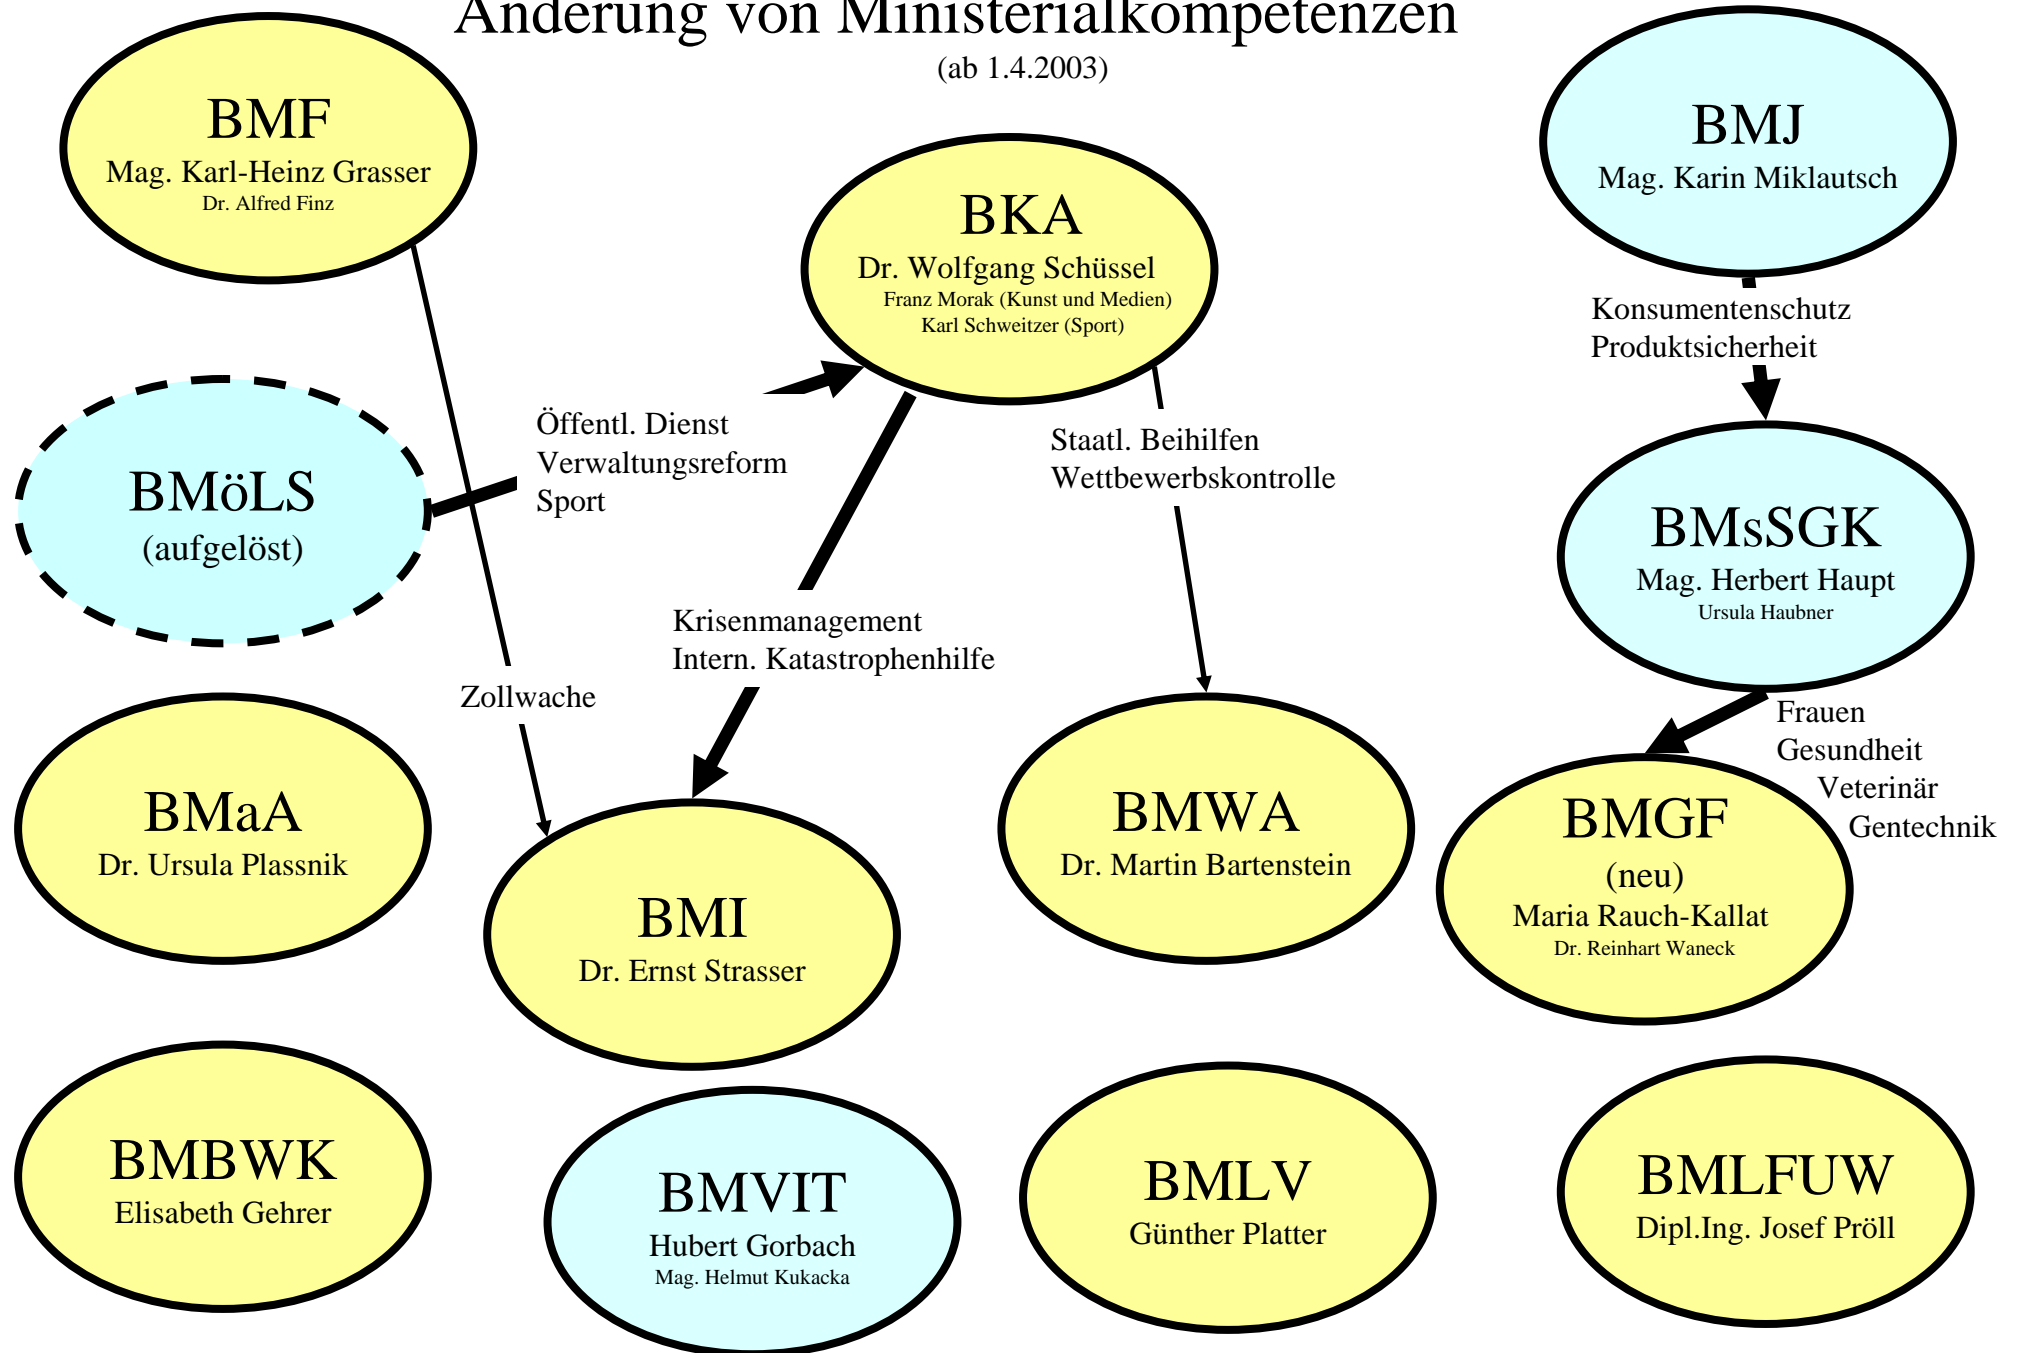 Änderung von Ministerialkompetenzen
(ab 1.4.2003)
BMF
Mag. Karl-Heinz Grasser
Dr. Alfred Finz
BKA
Dr. Wolfgang Schüssel
Franz Morak (Kunst und Medien)
Karl Schweitzer (Sport)
BMJ
Mag. Karin Miklautsch
Konsumentenschutz
Produktsicherheit
BMöLS
(aufgelöst)
Öffentl. Dienst
Verwaltungsreform
Sport
Staatl. Beihilfen
Wettbewerbskontrolle
BMsSGK
Mag. Herbert Haupt
Ursula Haubner
Krisenmanagement
Intern. Katastrophenhilfe
Zollwache
Frauen
Gesundheit
Veterinär
Gentechnik
BMaA
Dr. Ursula Plassnik
BMI
Dr. Ernst Strasser
BMWA
Dr. Martin Bartenstein
BMGF
(neu)
Maria Rauch-Kallat
Dr. Reinhart Waneck
BMBWK
Elisabeth Gehrer
BMVIT
Hubert Gorbach
Mag. Helmut Kukacka
BMLV
Günther Platter
BMLFUW
Dipl.Ing. Josef Pröll